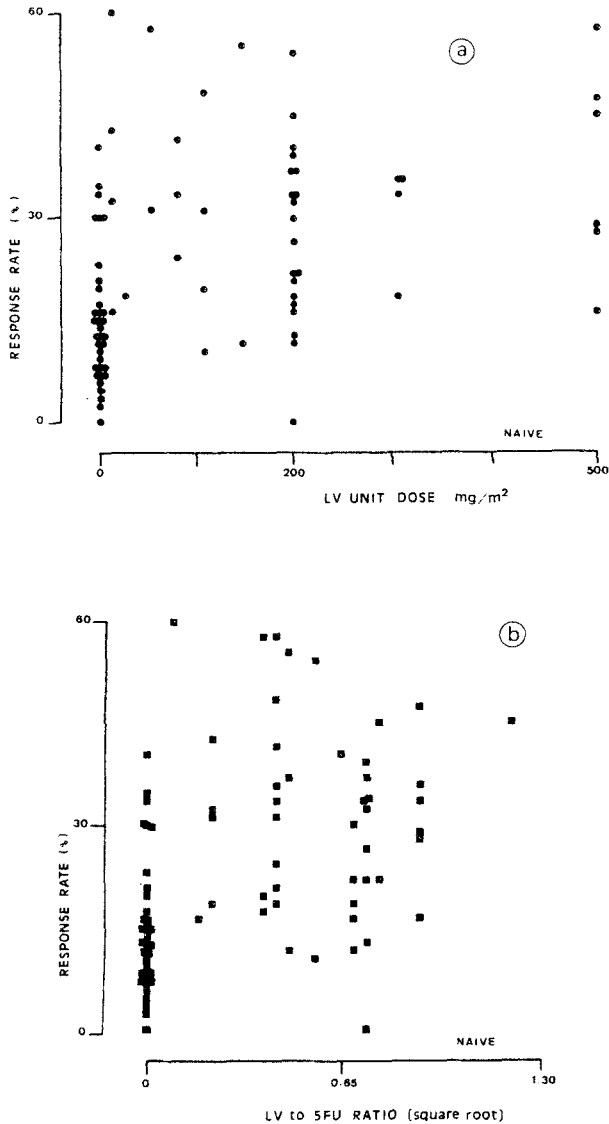 60
a
RESPONSE RATE (%)
30
0
NAIVE
0
200
500
LV UNIT DOSE mg/m²
60
b
RESPONSE RATE (%)
30
0
NAIVE
0
0.65
1.30
LV to 5FU RATIO (square root)